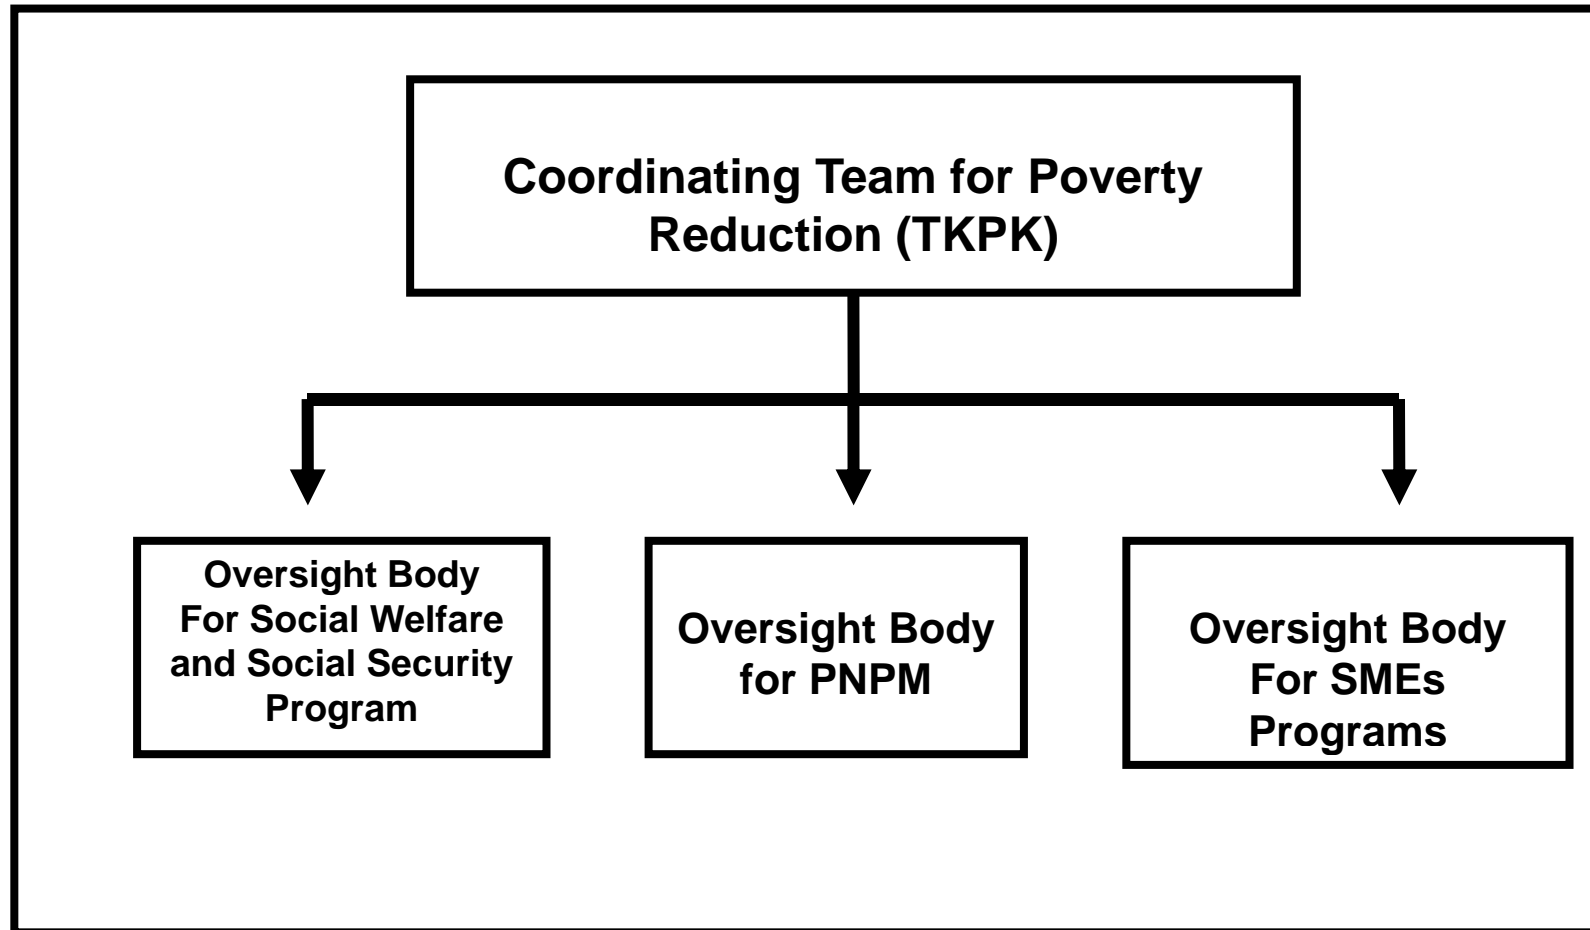 Coordinating Team for Poverty
Reduction (TKPK)
Oversight Body
For Social Welfare
and Social Security
Program
Oversight Body
for PNPM
Oversight Body
For SMEs
Programs